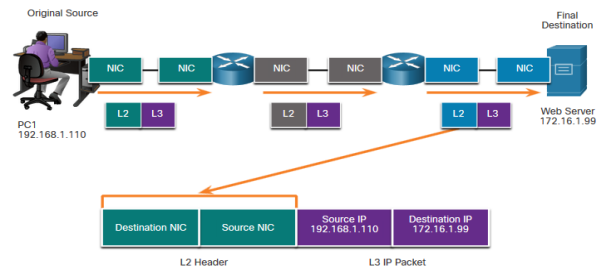 Original Source
Final
Destination
NIC NIC NIC NIC NIC NIC
L2 L3 L2 L3 L2 L3
PC1
192.168.1.110
Web Server
172.16.1.99
Destination NIC Source NIC Source IP
192.168.1.110 Destination IP
172.16.1.99
L2 Header L3 IP Packet